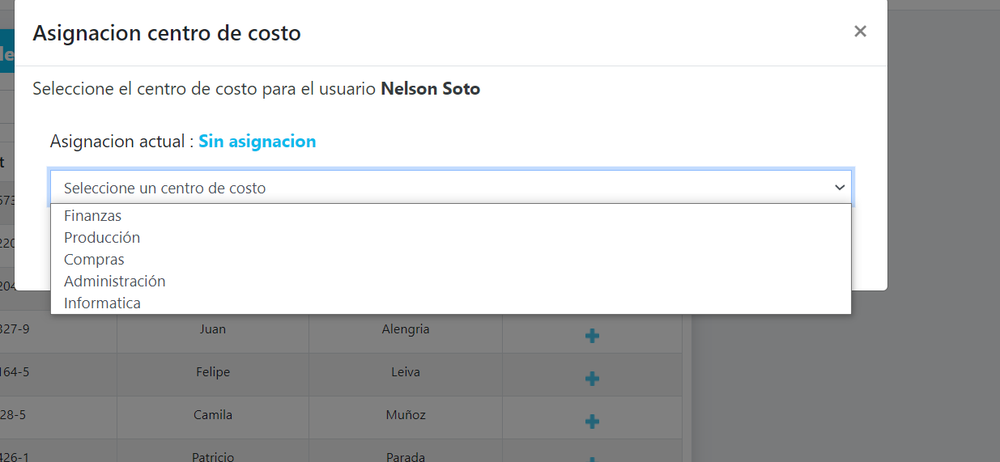 Asignacion centro de costo
×
Seleccione el centro de costo para el usuario Nelson Soto
Asignacion actual : Sin asignacion
Seleccione un centro de costo
Finanzas
Producción
Compras
Administración
Informatica
327-9 Juan Alengria
164-5 Felipe Leiva
28-5 Camila Muñoz
426-1 Patricio Parada